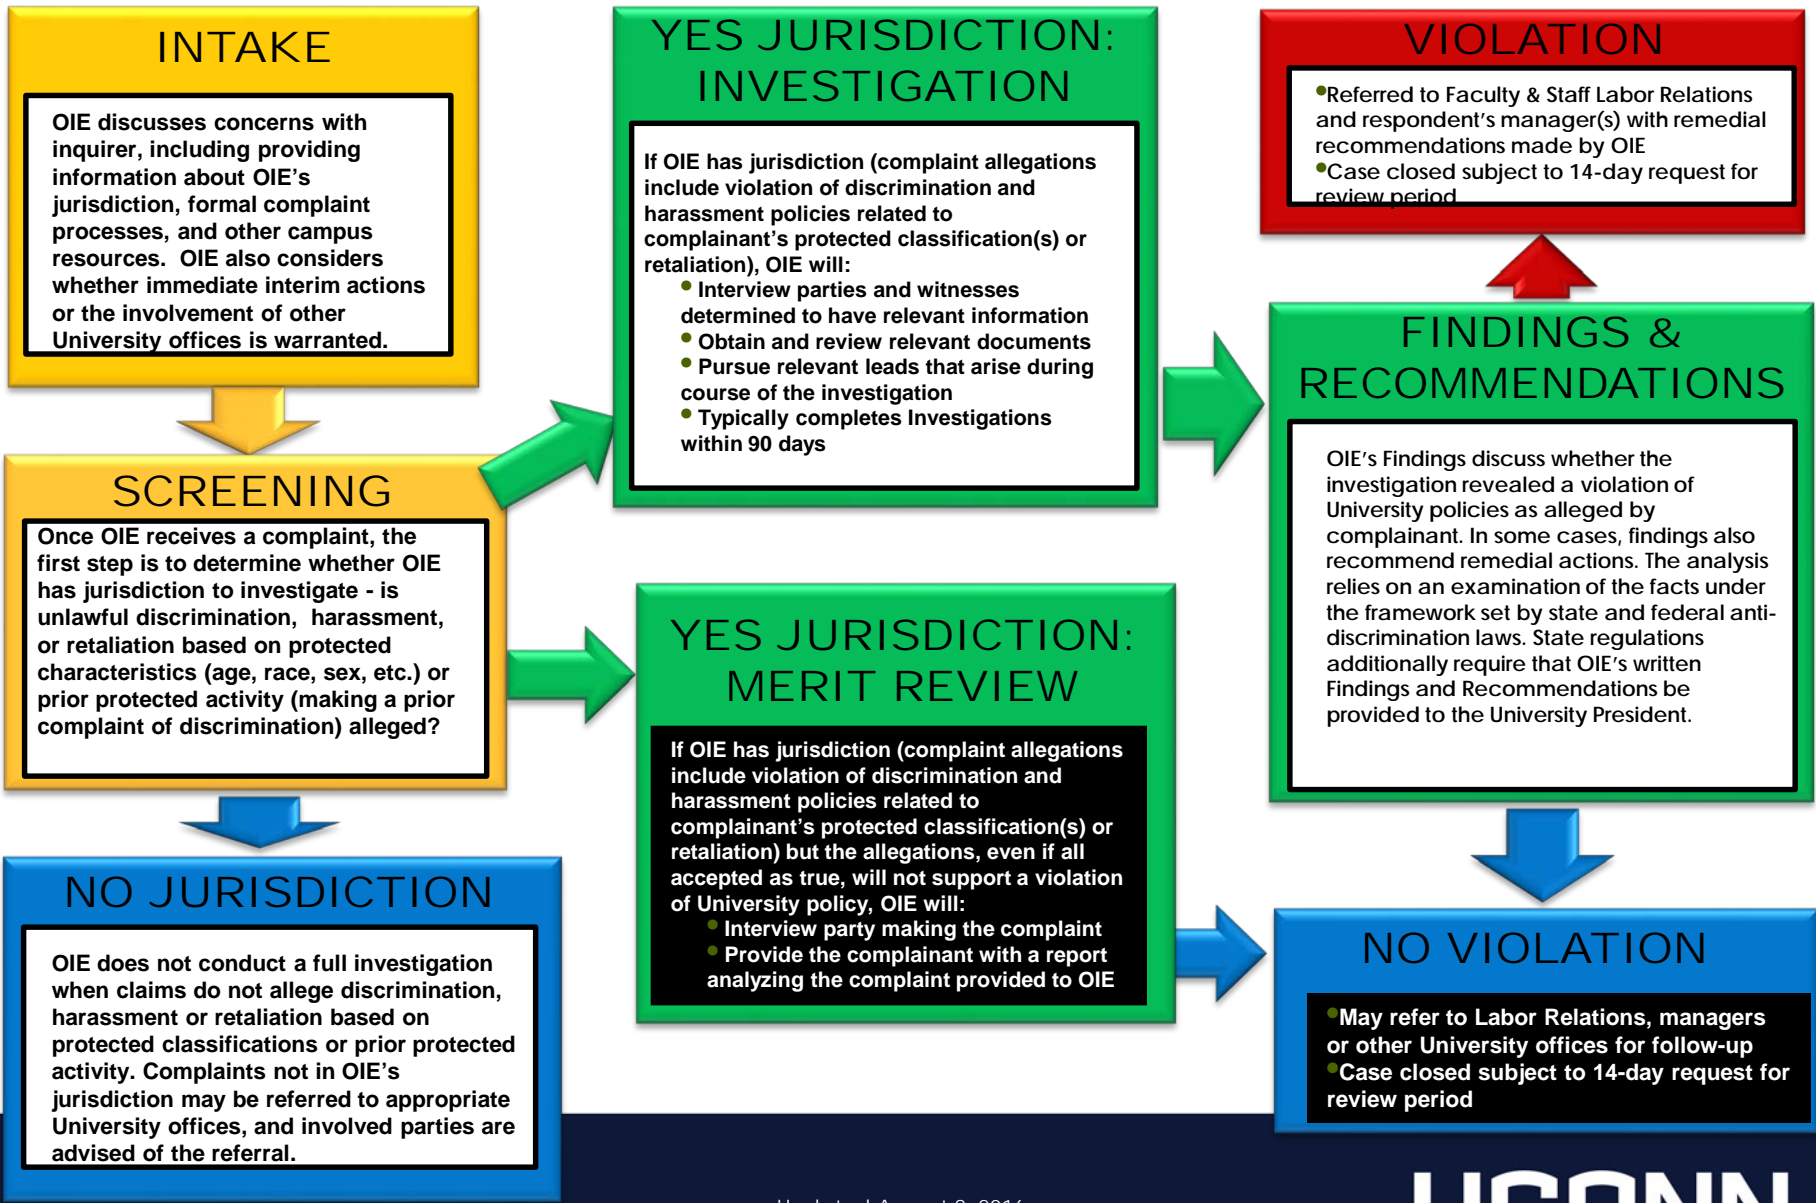 INTAKE
OIE discusses concerns with
inquirer, including providing
information about OIE's
jurisdiction, formal complaint
processes, and other campus
resources.  OIE also considers
whether immediate interim actions
or the involvement of other
University offices is warranted.
SCREENING
Once OIE receives a complaint, the
first step is to determine whether OIE
has jurisdiction to investigate - is
unlawful discrimination,  harassment,
or retaliation based on protected
characteristics (age, race, sex, etc.) or
prior protected activity (making a prior
complaint of discrimination) alleged?
NO JURISDICTION
OIE does not conduct a full investigation
when claims do not allege discrimination,
harassment or retaliation based on
protected classifications or prior protected
activity. Complaints not in OIE's
jurisdiction may be referred to appropriate
University offices, and involved parties are
advised of the referral.
YES JURISDICTION:
INVESTIGATION
If OIE has jurisdiction (complaint allegations
include violation of discrimination and
harassment policies related to
complainant's protected classification(s) or
retaliation), OIE will:
• Interview parties and witnesses
determined to have relevant information
• Obtain and review relevant documents
• Pursue relevant leads that arise during
course of the investigation
• Typically completes Investigations
within 90 days
YES JURISDICTION:
MERIT REVIEW
If OIE has jurisdiction (complaint allegations
include violation of discrimination and
harassment policies related to
complainant's protected classification(s) or
retaliation) but the allegations, even if all
accepted as true, will not support a violation
of University policy, OIE will:
• Interview party making the complaint
• Provide the complainant with a report
analyzing the complaint provided to OIE
VIOLATION
•Referred to Faculty & Staff Labor Relations
and respondent's manager(s) with remedial
recommendations made by OIE
•Case closed subject to 14-day request for
review period
FINDINGS &
RECOMMENDATIONS
OIE's Findings discuss whether the
investigation revealed a violation of
University policies as alleged by
complainant. In some cases, findings also
recommend remedial actions. The analysis
relies on an examination of the facts under
the framework set by state and federal anti-
discrimination laws. State regulations
additionally require that OIE's written
Findings and Recommendations be
provided to the University President.
NO VIOLATION
•May refer to Labor Relations, managers
or other University offices for follow-up
•Case closed subject to 14-day request for
review period
UCONN